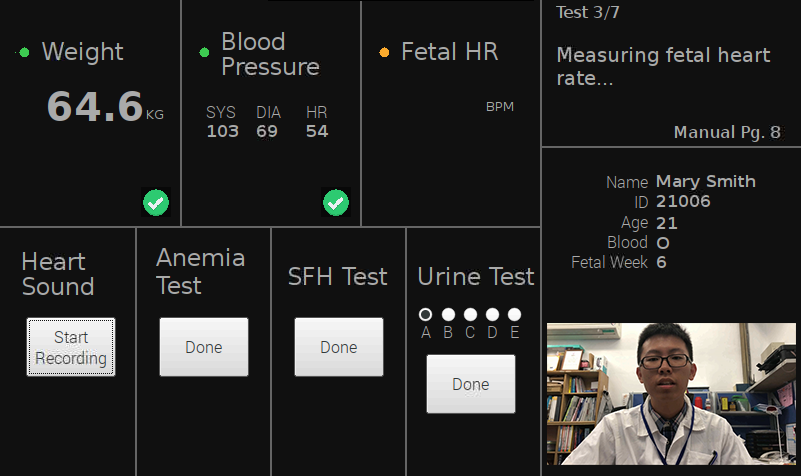 Weight
64.6 KG
Blood
Pressure
SYS DIA HR
103 69 54
Fetal HR
BPM
Test 3/7
Measuring fetal heart
rate...
Manual Pg. 8
Name Mary Smith
ID 21006
Age 21
Blood O
Fetal Week 6
Heart
Sound
Start
Recording
Anemia
Test
Done
SFH Test
Done
Urine Test
A B C D E
Done